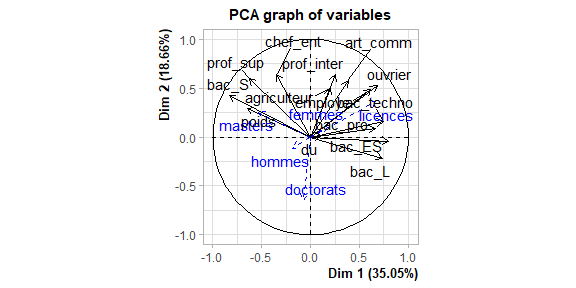 PCA graph of variables
Dim 2 (18.66%)
1.0
0.5
0.0
-0.5
-1.0
chef_ent
art_comm
prof_sup
prof_inter
ouvrier
bac_S
agriculteur
employe
bac_techno
femmes
licences
masters
poids
bac_pro
du
bac_ES
hommes
bac_L
doctorats
-1.0 -0.5 0.0 0.5 1.0
Dim 1 (35.05%)